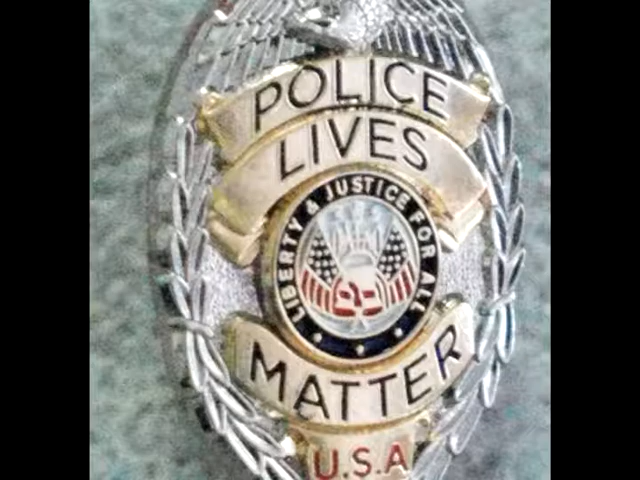 POLICE
LIVES
LIBERTY & JUSTICE FOR ALL
MATTER
U.S.A